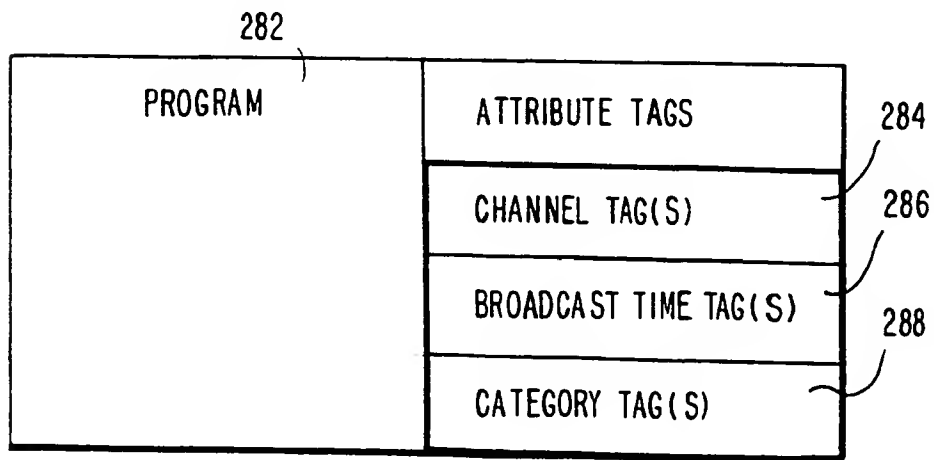 282
PROGRAM
ATTRIBUTE TAGS
284
CHANNEL TAG(S)
286
BROADCAST TIME TAG(S)
288
CATEGORY TAG(S)